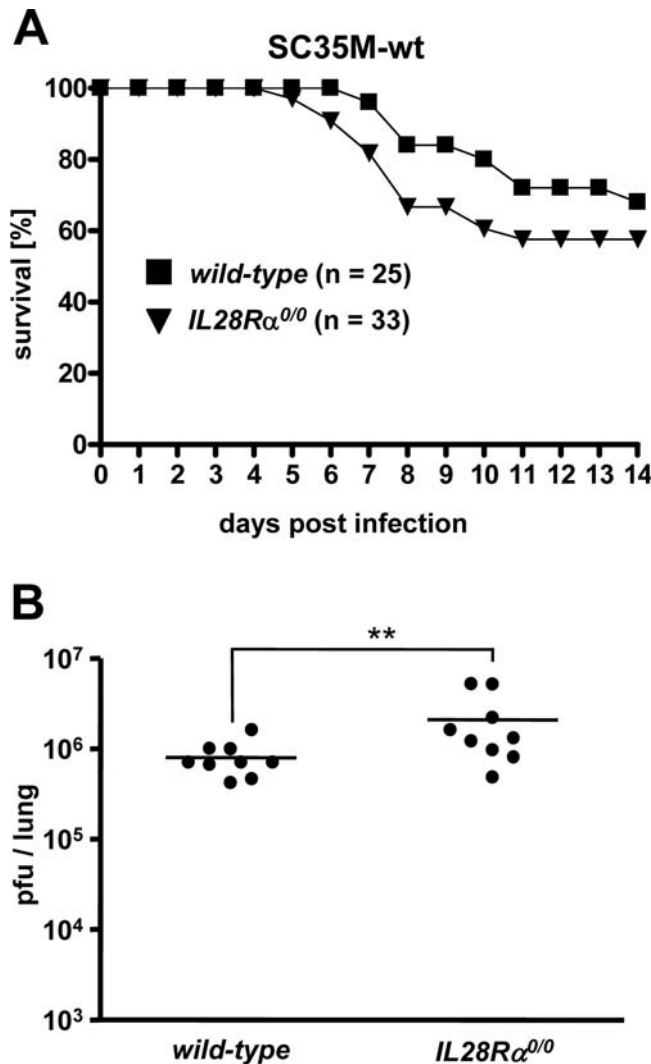 A
SC35M-wt
100
80
60
40
20
0
survival [%]
wild-type (n = 25)
IL28Rα⁰/⁰ (n = 33)
0 1 2 3 4 5 6 7 8 9 10 11 12 13 14
days post infection
B
**
10⁷
10⁶
10⁵
10⁴
10³
pfu / lung
wild-type IL28Rα⁰/⁰